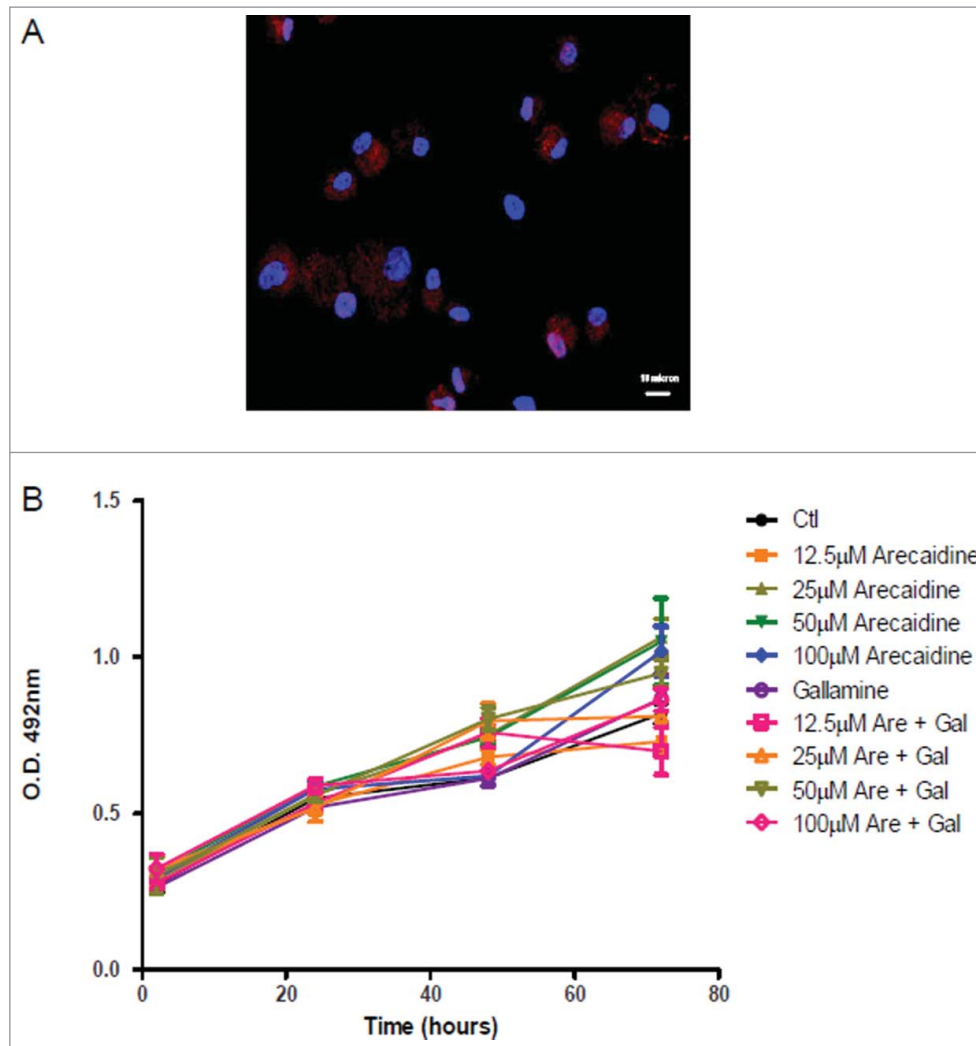 A
10 micron
B
1.5
1.0
0.5
0.0
O.D. 492nm
0 20 40 60 80
Time (hours)
Ctl
12.5µM Arecaidine
25µM Arecaidine
50µM Arecaidine
100µM Arecaidine
Gallamine
12.5µM Are + Gal
25µM Are + Gal
50µM Are + Gal
100µM Are + Gal